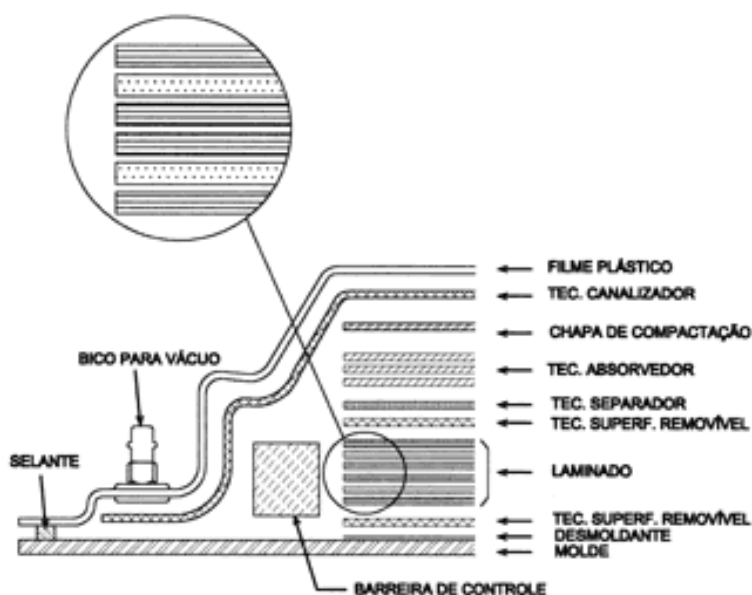 FILME PLÁSTICO
TEC. CANALIZADOR
CHAPA DE COMPACTAÇÃO
BICO PARA VÁCUO
TEC. ABSORVEDOR
TEC. SEPARADOR
TEC. SUPERF. REMOVÍVEL
SELANTE
LAMINADO
TEC. SUPERF. REMOVÍVEL
DESMOLDANTE
MOLDE
BARREIRA DE CONTROLE